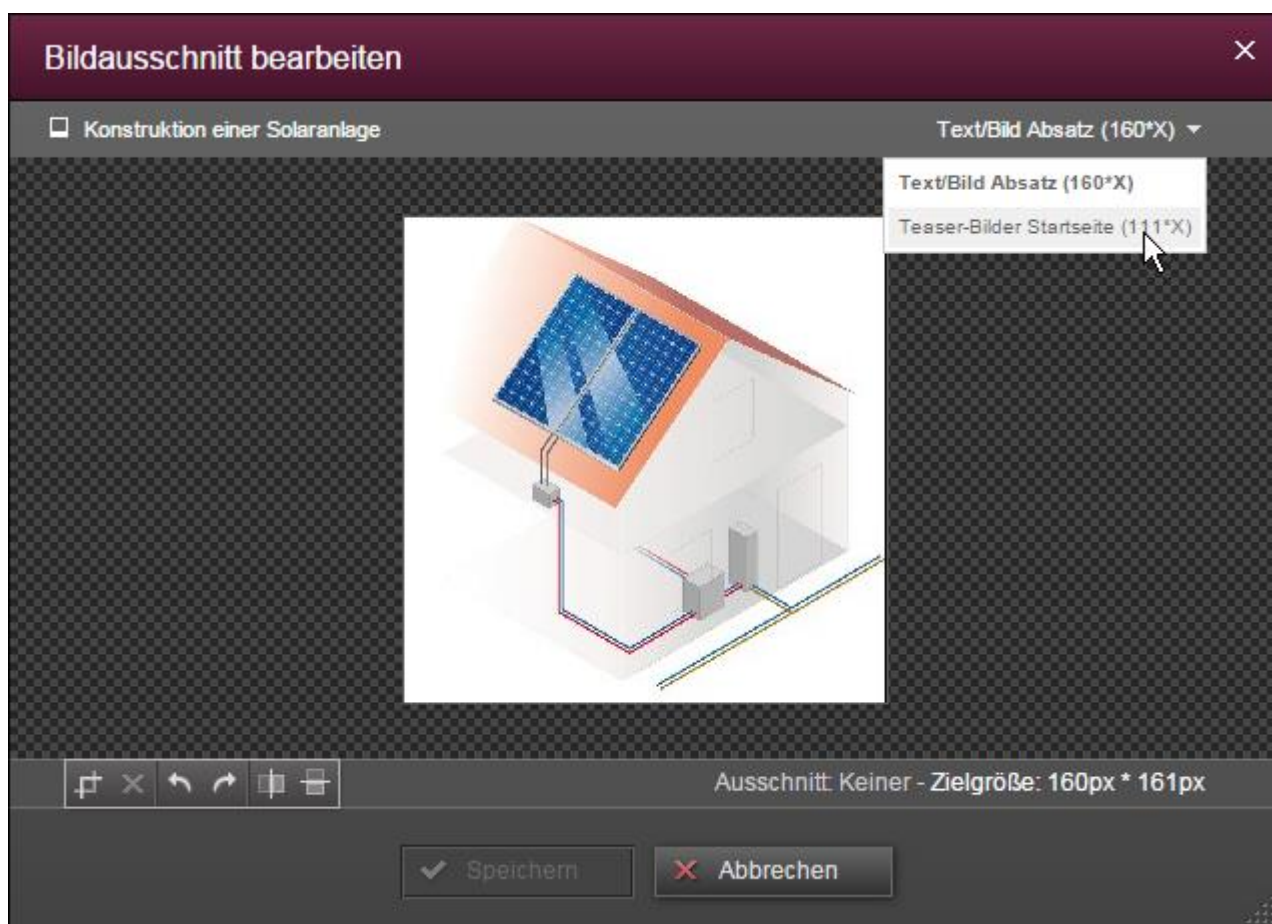 Bildausschnitt bearbeiten
Konstruktion einer Solaranlage
Text/Bild Absatz (160*X)
Text/Bild Absatz (160*X)
Teaser-Bilder Startseite (111*X)
Ausschnitt: Keiner - Zielgröße: 160px * 161px
Speichern
Abbrechen